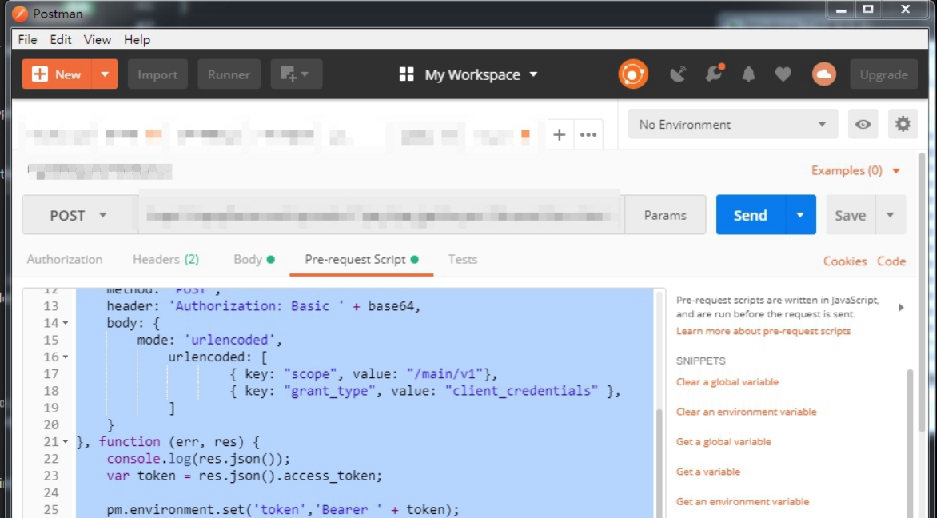 Postman
File Edit View Help
New Import Runner My Workspace Upgrade
No Environment
Examples (0)
POST Params Send Save
Authorization Headers (2) Body Pre-request Script Tests Cookies Code
12 method: 'POST',
13 header: 'Authorization: Basic ' + base64,
14 body: {
15 mode: 'urlencoded',
16 urlencoded: [
17 { key: "scope", value: "/main/v1"},
18 { key: "grant_type", value: "client_credentials" },
19 ]
20 }
21 }, function (err, res) {
22 console.log(res.json());
23 var token = res.json().access_token;
24
25 pm.environment.set('token','Bearer ' + token);
Pre-request scripts are written in JavaScript,
and are run before the request is sent.
Learn more about pre-request scripts
SNIPPETS
Clear a global variable
Clear an environment variable
Get a global variable
Get a variable
Get an environment variable